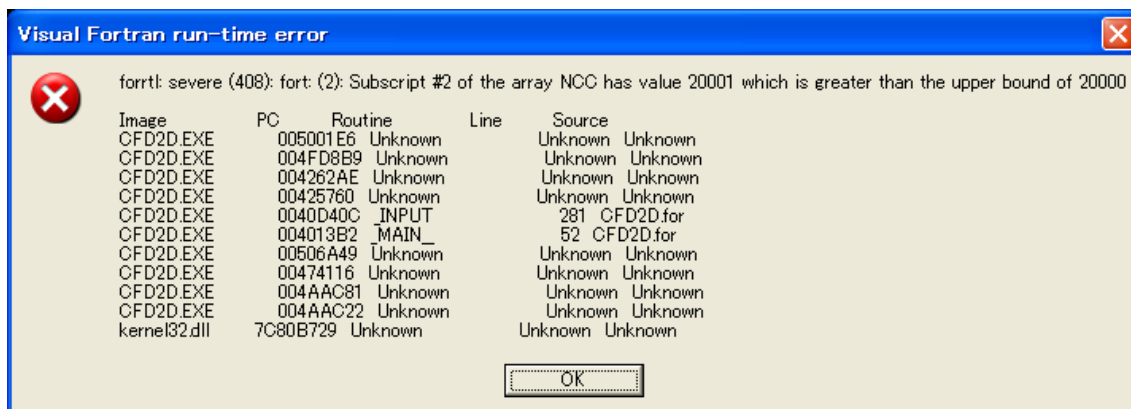 Visual Fortran run-time error
forrtl: severe (408): fort: (2): Subscript #2 of the array NCC has value 20001 which is greater than the upper bound of 20000
Image PC Routine Line Source
CFD2D.EXE 005001E6 Unknown Unknown Unknown
CFD2D.EXE 004FD8B9 Unknown Unknown Unknown
CFD2D.EXE 004262AE Unknown Unknown Unknown
CFD2D.EXE 00425760 Unknown Unknown Unknown
CFD2D.EXE 0040D40C _INPUT 281 CFD2D.for
CFD2D.EXE 004013B2 _MAIN__ 52 CFD2D.for
CFD2D.EXE 00506A49 Unknown Unknown Unknown
CFD2D.EXE 00474116 Unknown Unknown Unknown
CFD2D.EXE 004AAC81 Unknown Unknown Unknown
CFD2D.EXE 004AAC22 Unknown Unknown Unknown
kernel32.dll 7C80B729 Unknown Unknown Unknown
OK